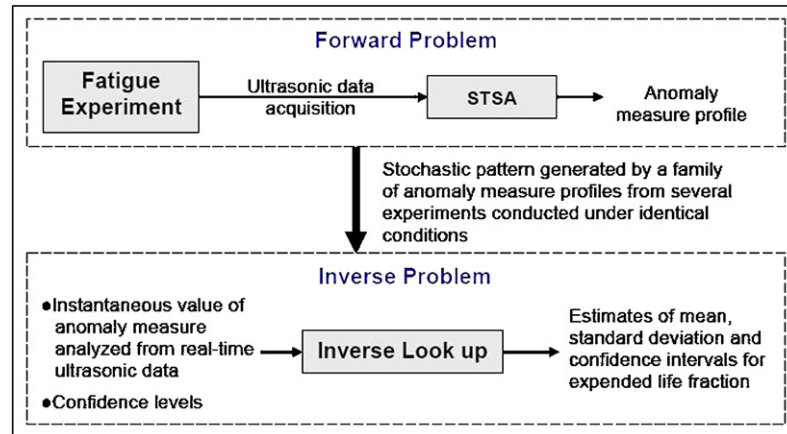 Forward Problem
Fatigue
Experiment
Ultrasonic data
acquisition
STSA
Anomaly
measure profile
Stochastic pattern generated by a family
of anomaly measure profiles from several
experiments conducted under identical
conditions
Inverse Problem
●Instantaneous value of
anomaly measure
analyzed from real-time
ultrasonic data
●Confidence levels
Inverse Look up
Estimates of mean,
standard deviation and
confidence intervals for
expended life fraction